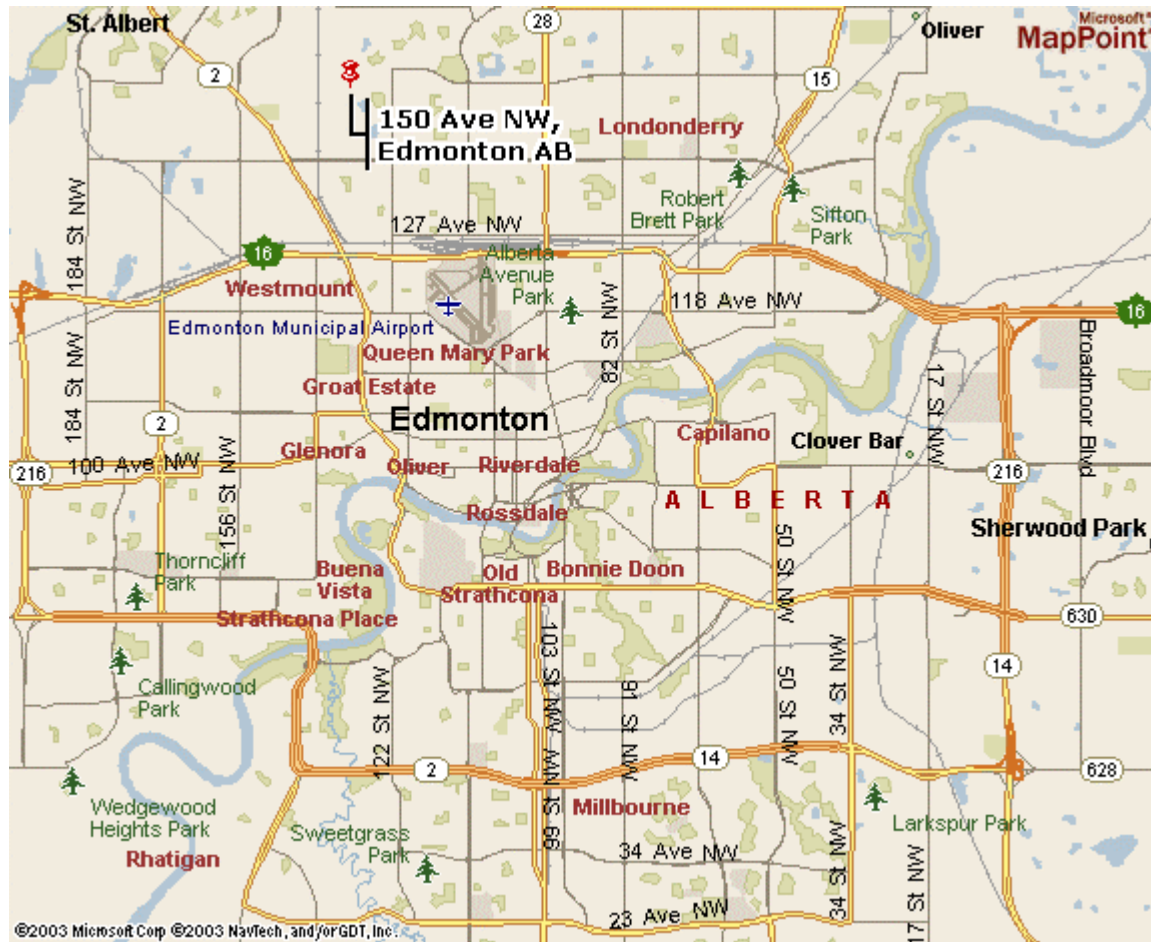 St. Albert
28
Oliver
Microsoft®
MapPoint
2
15
150 Ave NW,
Edmonton AB
Londonderry
184 St NW
Robert
Brett Park
Sifton
Park
127 Ave NW
16
Alberta
Avenue
Park
Westmount
118 Ave NW
16
Edmonton Municipal Airport
82 St NW
Queen Mary Park
Groat Estate
184 St NW
Broadmoor Blvd
17 St NW
2
Edmonton
Capilano
Clover Bar
Glenora
100 Ave NW
Oliver
Riverdale
216
216
156 St NW
Rossdale
ALBERTA
Sherwood Park
50 St NW
Thorncliff
Park
Buena
Vista
Old
Strathcona
Bonnie Doon
Strathcona Place
630
103 St NW
14
Callingwood
Park
122 St NW
91 St NW
50 St NW
34 St NW
2
14
628
Wedgewood
Heights Park
Rhatigan
Millbourne
Larkspur Park
Sweetgrass
Park
99 St NW
34 Ave NW
34 St NW
17 St NW
23 Ave NW
©2003 Microsoft Corp ©2003 NavTech, and/or GDT, Inc.